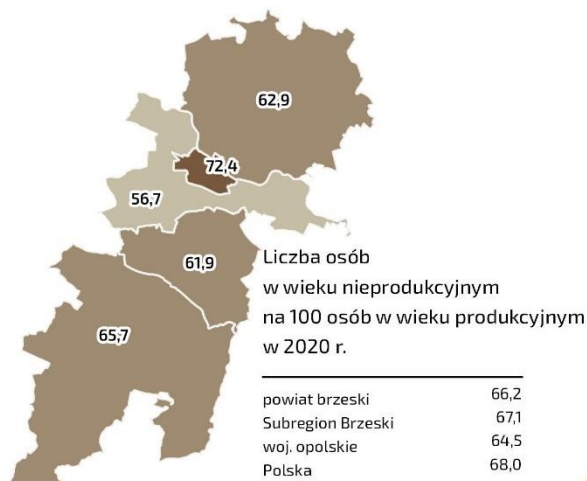 62,9
72,4
56,7
61,9
65,7
Liczba osób
w wieku nieprodukcyjnym
na 100 osób w wieku produkcyjnym
w 2020 r.
powiat brzeski 66,2
Subregion Brzeski 67,1
woj. opolskie 64,5
Polska 68,0